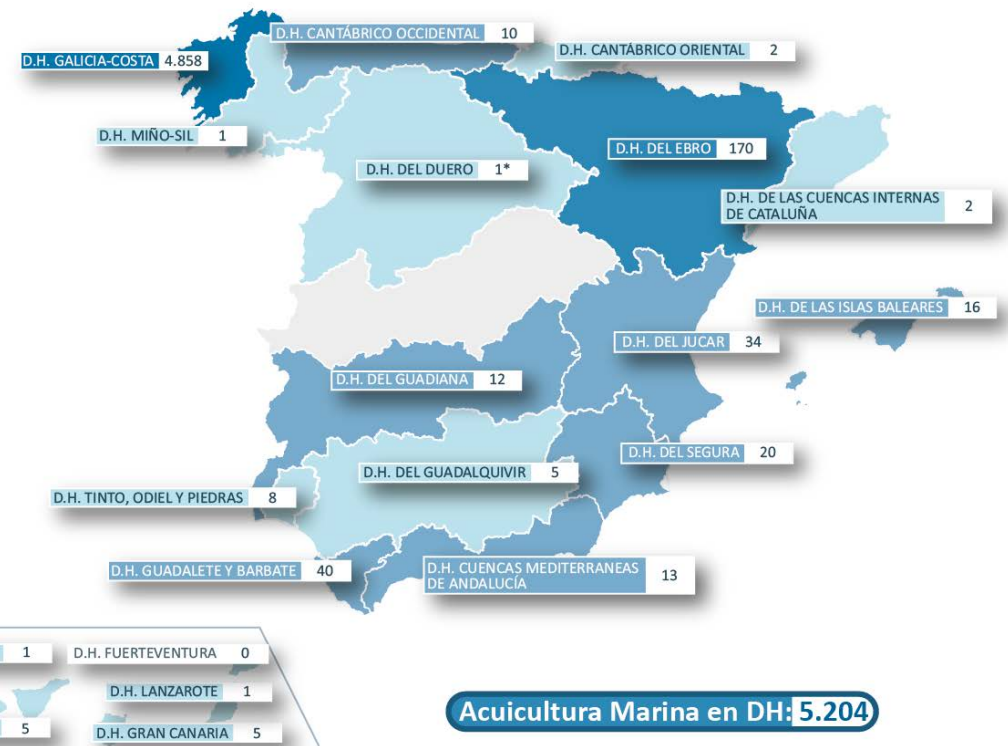 D.H. CANTÁBRICO OCCIDENTAL 10
D.H. CANTÁBRICO ORIENTAL 2
D.H. GALICIA-COSTA 4.858
D.H. MIÑO-SIL 1
D.H. DEL EBRO 170
D.H. DEL DUERO 1*
D.H. DE LAS CUENCAS INTERNAS
DE CATALUÑA 2
D.H. DE LAS ISLAS BALEARES 16
D.H. DEL JUCAR 34
D.H. DEL GUADIANA 12
D.H. DEL SEGURA 20
D.H. DEL GUADALQUIVIR 5
D.H. TINTO, ODIEL Y PIEDRAS 8
D.H. GUADALETE Y BARBATE 40
D.H. CUENCAS MEDITERRANEAS
DE ANDALUCÍA 13
1
D.H. FUERTEVENTURA 0
D.H. LANZAROTE 1
5
D.H. GRAN CANARIA 5
Acuicultura Marina en DH: 5.204